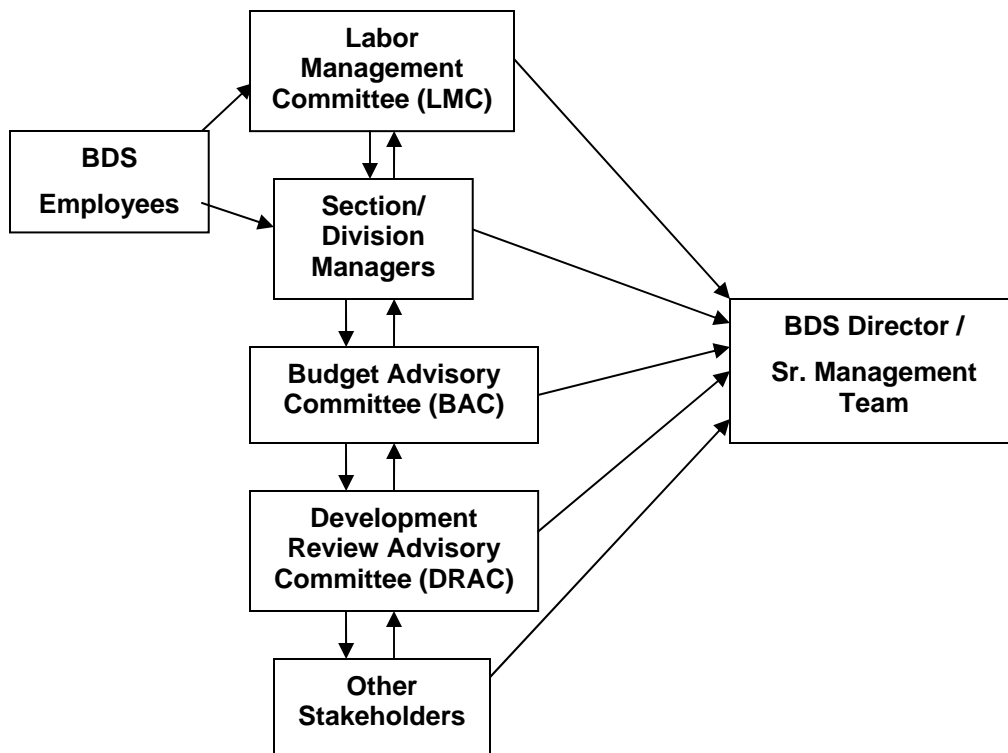 Labor
Management
Committee (LMC)
BDS
Employees
Section/
Division
Managers
BDS Director /
Sr. Management
Team
Budget Advisory
Committee (BAC)
Development
Review Advisory
Committee (DRAC)
Other
Stakeholders